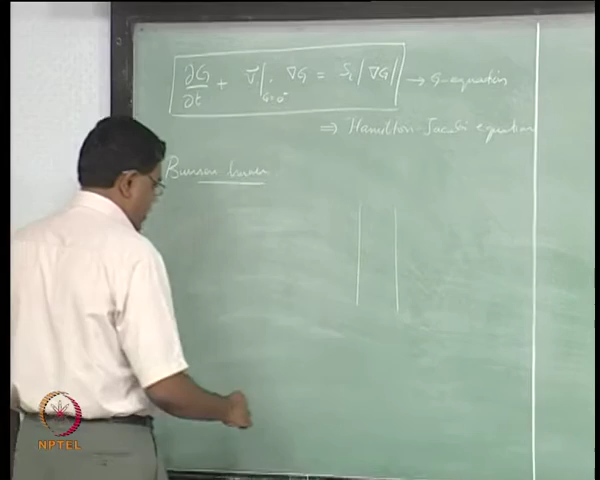 ∂G/∂t + V̄|_{G=0⁻} · ∇G = S_L |∇G| → G-equation
⇒ Hamilton-Jacobi equation
Bunsen burner
NPTEL